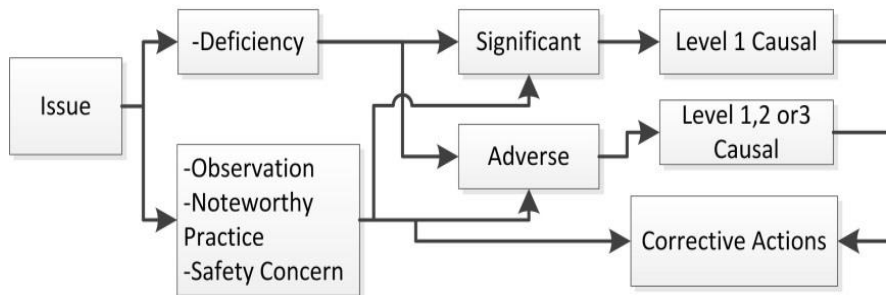 -Deficiency
Significant
Level 1 Causal
Issue
Level 1,2 or3
Causal
Adverse
-Observation
-Noteworthy
Practice
-Safety Concern
Corrective Actions